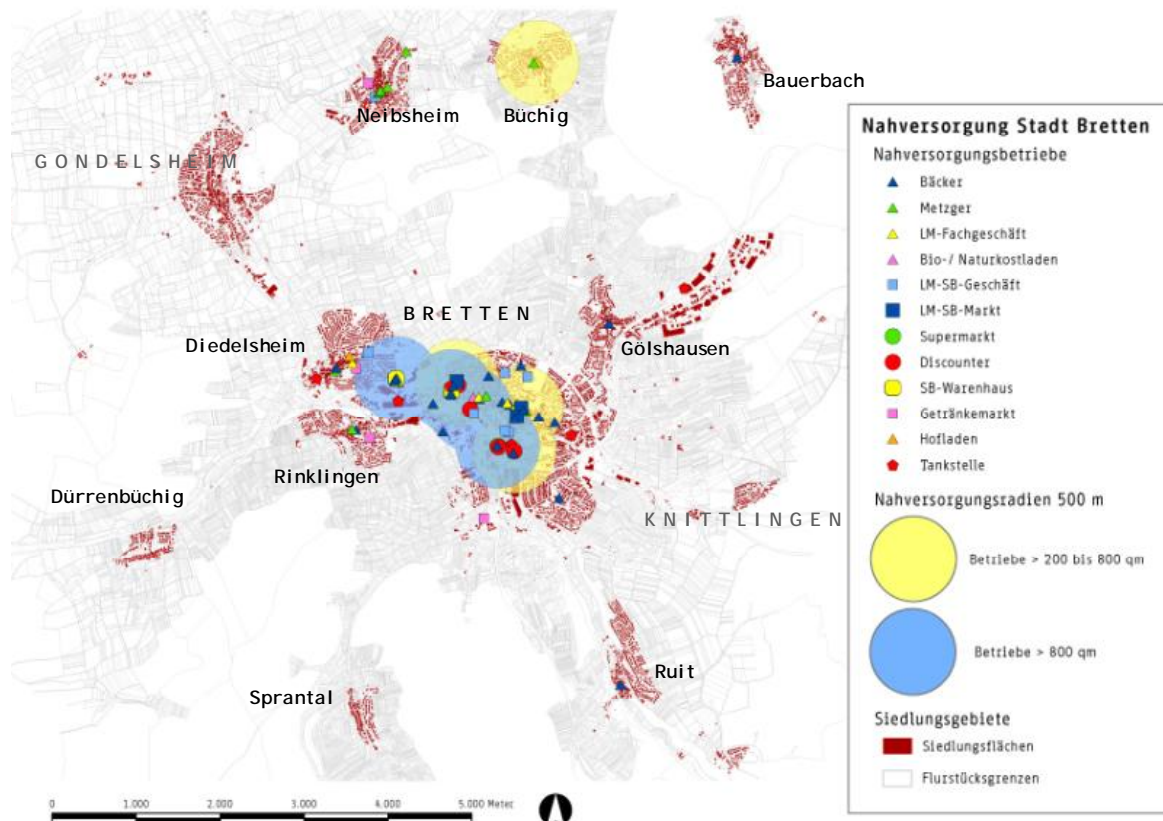 Bauerbach
Neibsheim
Büchig
GONDELSHEIM
BRETTEN
Diedelsheim
Gölshausen
Rinklingen
Dürrenbüchig
KNITTLINGEN
Ruit
Sprantal
0 1.000 2.000 3.000 4.000 5.000 Meter
Nahversorgung Stadt Bretten
Nahversorgungsbetriebe
Bäcker
Metzger
LM-Fachgeschäft
Bio-/ Naturkostladen
LM-SB-Geschäft
LM-SB-Markt
Supermarkt
Discounter
SB-Warenhaus
Getränkemarkt
Hofladen
Tankstelle
Nahversorgungsradien 500 m
Betriebe > 200 bis 800 qm
Betriebe > 800 qm
Siedlungsgebiete
Siedlungsflächen
Flurstücksgrenzen